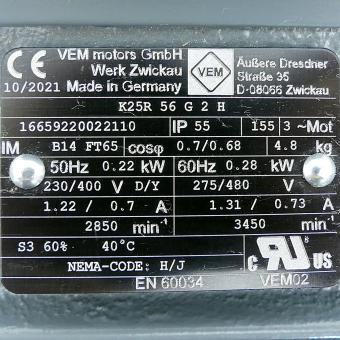 CE VEM motors GmbH VEM Äußere Dresdner
Werk Zwickau Straße 35
10/2021 Made in Germany D-08066 Zwickau
K25R 56 G 2 H
16659220022110 IP 55 155 3 ~Mot
IM B14 FT65 cosφ 0.7/0.68 4.8 kg
50Hz 0.22 kW 60Hz 0.28 kW
230/400 V D/Y 275/480 V
1.22 / 0.7 A 1.31 / 0.73 A
2850 min⁻¹ 3450 min⁻¹
S3 60% 40°C c RU US
NEMA-CODE: H/J
EN 60034 VEM02